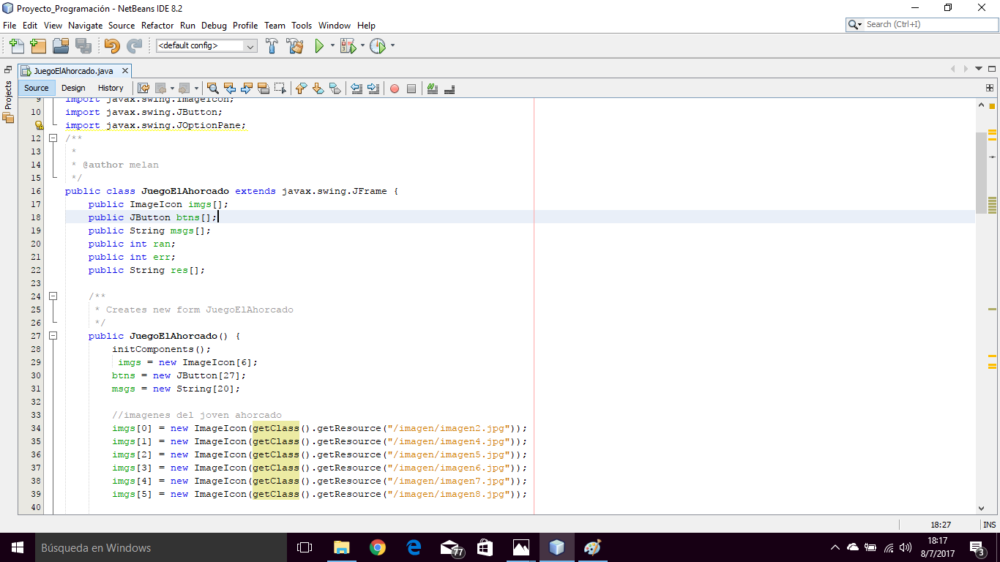 Proyecto_Programación - NetBeans IDE 8.2
File Edit View Navigate Source Refactor Run Debug Profile Team Tools Window Help
Search (Ctrl+I)
<default config>
JuegoElAhorcado.java
Projects
Source Design History
9 import javax.swing.ImageIcon;
10 import javax.swing.JButton;
import javax.swing.JOptionPane;
12 /**
13 *
14 * @author melan
15 */
16 public class JuegoElAhorcado extends javax.swing.JFrame {
17 public ImageIcon imgs[];
18 public JButton btns[];
19 public String msgs[];
20 public int ran;
21 public int err;
22 public String res[];
23
24 /**
25 * Creates new form JuegoElAhorcado
26 */
27 public JuegoElAhorcado() {
28 initComponents();
29 imgs = new ImageIcon[6];
30 btns = new JButton[27];
31 msgs = new String[20];
32
33 //imagenes del joven ahorcado
34 imgs[0] = new ImageIcon(getClass().getResource("/imagen/imagen2.jpg"));
35 imgs[1] = new ImageIcon(getClass().getResource("/imagen/imagen4.jpg"));
36 imgs[2] = new ImageIcon(getClass().getResource("/imagen/imagen5.jpg"));
37 imgs[3] = new ImageIcon(getClass().getResource("/imagen/imagen6.jpg"));
38 imgs[4] = new ImageIcon(getClass().getResource("/imagen/imagen7.jpg"));
39 imgs[5] = new ImageIcon(getClass().getResource("/imagen/imagen8.jpg"));
40
18:27 INS
Búsqueda en Windows
77
18:17
8/7/2017
3